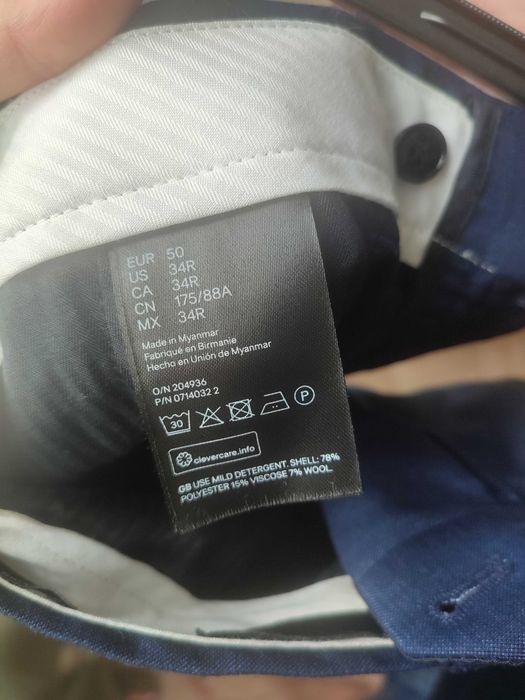 EUR 50
US 34R
CA 34R
CN 175/88A
MX 34R
Made in Myanmar
Fabriqué en Birmanie
Hecho en Unión de Myanmar
O/N 204936
P/N 0714032 2
30 P
clevercare.info
GB USE MILD DETERGENT. SHELL: 78%
POLYESTER 15% VISCOSE 7% WOOL